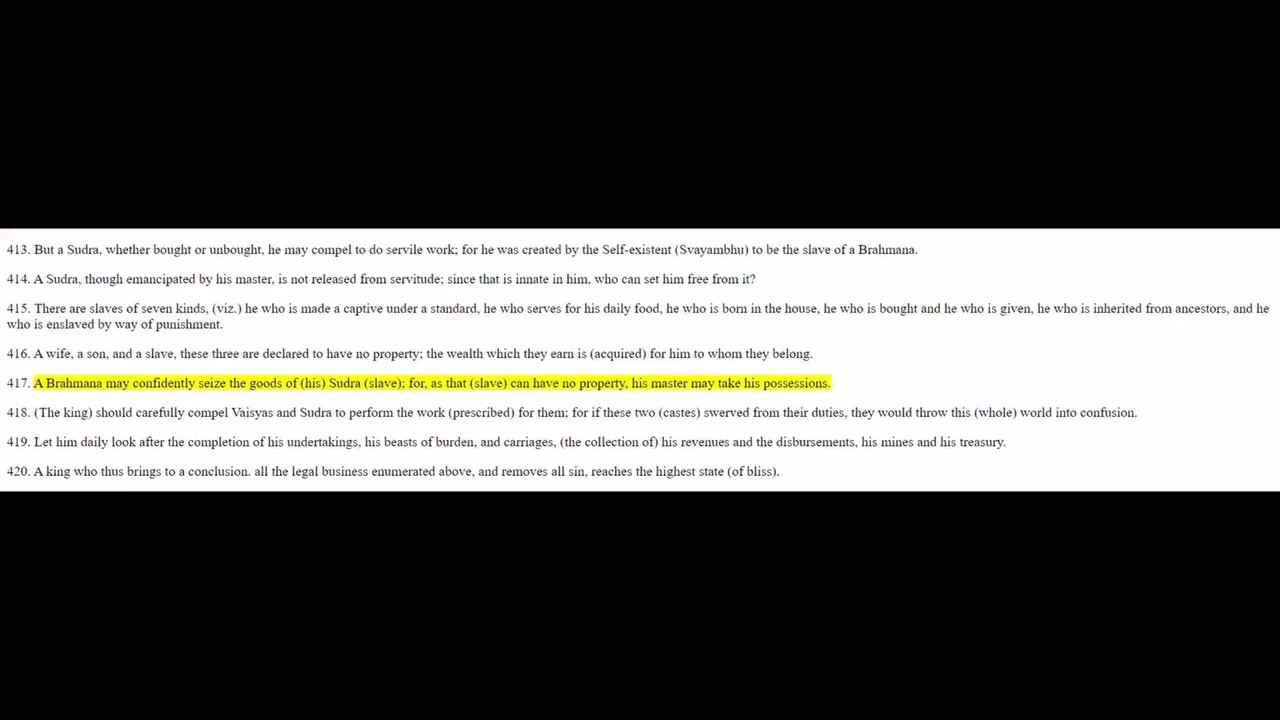 413. But a Sudra, whether bought or unbought, he may compel to do servile work; for he was created by the Self-existent (Svayambhu) to be the slave of a Brahmana.
414. A Sudra, though emancipated by his master, is not released from servitude; since that is innate in him, who can set him free from it?
415. There are slaves of seven kinds, (viz.) he who is made a captive under a standard, he who serves for his daily food, he who is born in the house, he who is bought and he who is given, he who is inherited from ancestors, and he
who is enslaved by way of punishment.
416. A wife, a son, and a slave, these three are declared to have no property; the wealth which they earn is (acquired) for him to whom they belong.
417. A Brahmana may confidently seize the goods of (his) Sudra (slave); for, as that (slave) can have no property, his master may take his possessions.
418. (The king) should carefully compel Vaisyas and Sudra to perform the work (prescribed) for them; for if these two (castes) swerved from their duties, they would throw this (whole) world into confusion.
419. Let him daily look after the completion of his undertakings, his beasts of burden, and carriages, (the collection of) his revenues and the disbursements, his mines and his treasury.
420. A king who thus brings to a conclusion. all the legal business enumerated above, and removes all sin, reaches the highest state (of bliss).